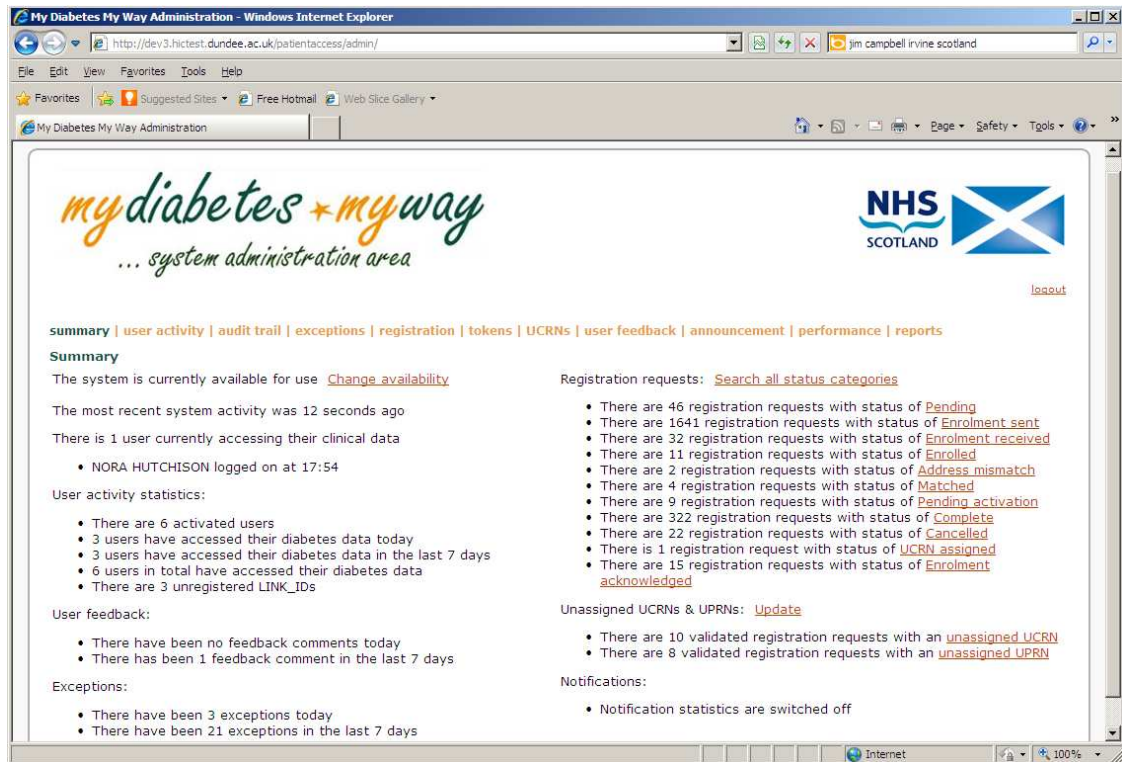 My Diabetes My Way Administration - Windows Internet Explorer
http://dev3.hictest.dundee.ac.uk/patientaccess/admin/
jim campbell irvine scotland
File Edit View Favorites Tools Help
Favorites Suggested Sites Free Hotmail Web Slice Gallery
My Diabetes My Way Administration
Page Safety Tools »
mydiabetes myway
... system administration area
NHS
SCOTLAND
logout
summary | user activity | audit trail | exceptions | registration | tokens | UCRNs | user feedback | announcement | performance | reports
Summary
The system is currently available for use Change availability
The most recent system activity was 12 seconds ago
There is 1 user currently accessing their clinical data
• NORA HUTCHISON logged on at 17:54
User activity statistics:
• There are 6 activated users
• 3 users have accessed their diabetes data today
• 3 users have accessed their diabetes data in the last 7 days
• 6 users in total have accessed their diabetes data
• There are 3 unregistered LINK_IDs
User feedback:
• There have been no feedback comments today
• There has been 1 feedback comment in the last 7 days
Exceptions:
• There have been 3 exceptions today
• There have been 21 exceptions in the last 7 days
Registration requests: Search all status categories
• There are 46 registration requests with status of Pending
• There are 1641 registration requests with status of Enrolment sent
• There are 32 registration requests with status of Enrolment received
• There are 11 registration requests with status of Enrolled
• There are 2 registration requests with status of Address mismatch
• There are 4 registration requests with status of Matched
• There are 9 registration requests with status of Pending activation
• There are 322 registration requests with status of Complete
• There are 22 registration requests with status of Cancelled
• There is 1 registration request with status of UCRN assigned
• There are 15 registration requests with status of Enrolment
acknowledged
Unassigned UCRNs & UPRNs: Update
• There are 10 validated registration requests with an unassigned UCRN
• There are 8 validated registration requests with an unassigned UPRN
Notifications:
• Notification statistics are switched off
Internet 100%